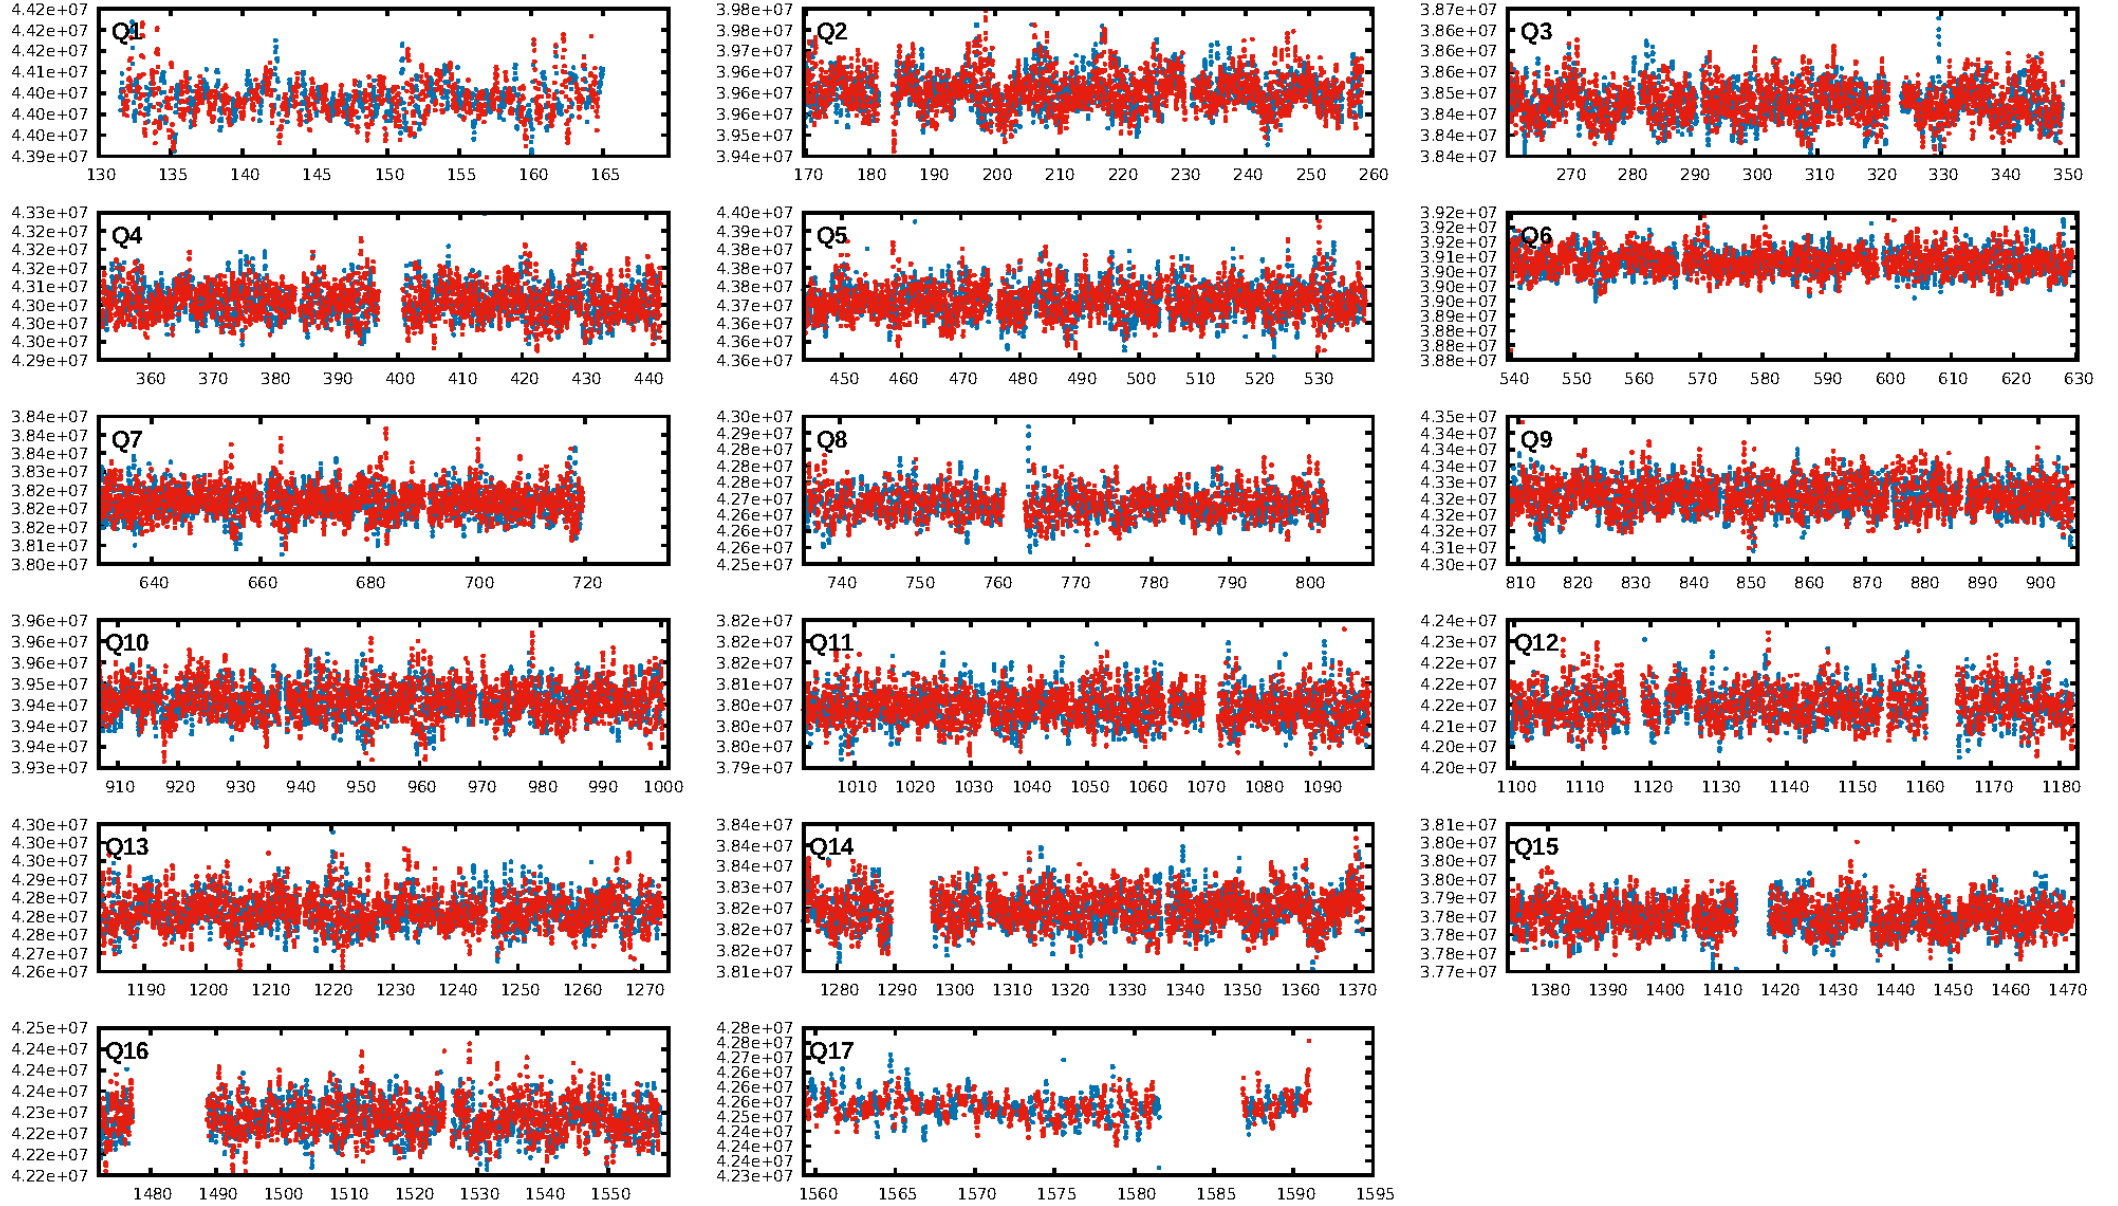 Q1
4.42e+07
4.42e+07
4.42e+07
4.41e+07
4.40e+07
4.40e+07
4.40e+07
4.39e+07
130 135 140 145 150 155 160 165
Q2
3.98e+07
3.98e+07
3.97e+07
3.96e+07
3.96e+07
3.96e+07
3.95e+07
3.94e+07
170 180 190 200 210 220 230 240 250 260
Q3
3.87e+07
3.86e+07
3.86e+07
3.86e+07
3.85e+07
3.84e+07
3.84e+07
3.84e+07
270 280 290 300 310 320 330 340 350
Q4
4.33e+07
4.32e+07
4.32e+07
4.32e+07
4.31e+07
4.30e+07
4.30e+07
4.30e+07
4.29e+07
360 370 380 390 400 410 420 430 440
Q5
4.40e+07
4.39e+07
4.38e+07
4.38e+07
4.38e+07
4.37e+07
4.36e+07
4.36e+07
4.36e+07
450 460 470 480 490 500 510 520 530
Q6
3.92e+07
3.92e+07
3.92e+07
3.91e+07
3.90e+07
3.90e+07
3.90e+07
3.89e+07
3.88e+07
3.88e+07
3.88e+07
540 550 560 570 580 590 600 610 620 630
Q7
3.84e+07
3.84e+07
3.84e+07
3.83e+07
3.82e+07
3.82e+07
3.82e+07
3.81e+07
3.80e+07
640 660 680 700 720
Q8
4.30e+07
4.29e+07
4.28e+07
4.28e+07
4.28e+07
4.27e+07
4.26e+07
4.26e+07
4.26e+07
4.25e+07
740 750 760 770 780 790 800
Q9
4.35e+07
4.34e+07
4.34e+07
4.34e+07
4.33e+07
4.32e+07
4.32e+07
4.32e+07
4.31e+07
4.30e+07
810 820 830 840 850 860 870 880 890 900
Q10
3.96e+07
3.96e+07
3.96e+07
3.95e+07
3.94e+07
3.94e+07
3.94e+07
3.93e+07
910 920 930 940 950 960 970 980 990 1000
Q11
3.82e+07
3.82e+07
3.82e+07
3.81e+07
3.80e+07
3.80e+07
3.80e+07
3.79e+07
1010 1020 1030 1040 1050 1060 1070 1080 1090
Q12
4.24e+07
4.23e+07
4.22e+07
4.22e+07
4.22e+07
4.21e+07
4.20e+07
4.20e+07
1100 1110 1120 1130 1140 1150 1160 1170 1180
Q13
4.30e+07
4.30e+07
4.30e+07
4.29e+07
4.28e+07
4.28e+07
4.28e+07
4.27e+07
4.26e+07
1190 1200 1210 1220 1230 1240 1250 1260 1270
Q14
3.84e+07
3.84e+07
3.84e+07
3.83e+07
3.82e+07
3.82e+07
3.82e+07
3.81e+07
1280 1290 1300 1310 1320 1330 1340 1350 1360 1370
Q15
3.81e+07
3.80e+07
3.80e+07
3.80e+07
3.79e+07
3.78e+07
3.78e+07
3.78e+07
3.77e+07
1380 1390 1400 1410 1420 1430 1440 1450 1460 1470
Q16
4.25e+07
4.24e+07
4.24e+07
4.24e+07
4.23e+07
4.22e+07
4.22e+07
4.22e+07
1480 1490 1500 1510 1520 1530 1540 1550
Q17
4.28e+07
4.28e+07
4.27e+07
4.26e+07
4.26e+07
4.26e+07
4.25e+07
4.24e+07
4.24e+07
4.24e+07
4.23e+07
1560 1565 1570 1575 1580 1585 1590 1595